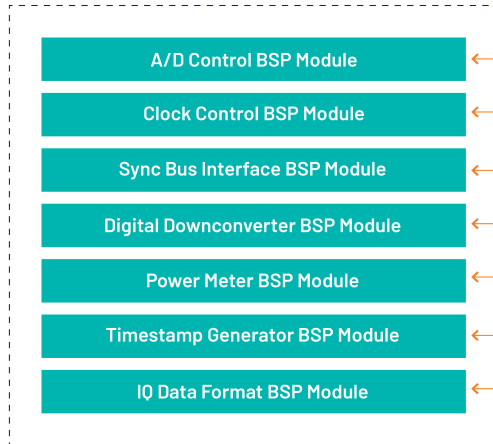 A/D Control BSP Module
Clock Control BSP Module
Sync Bus Interface BSP Module
Digital Downconverter BSP Module
Power Meter BSP Module
Timestamp Generator BSP Module
IQ Data Format BSP Module